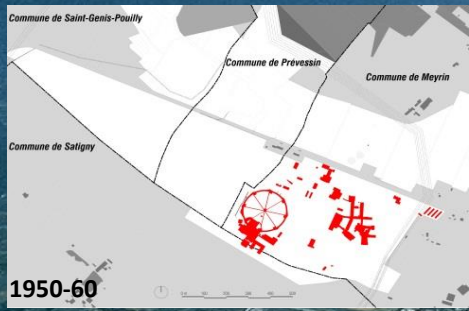 Commune de Saint-Genis-Pouilly
Commune de Prévessin
Commune de Meyrin
Commune de Satigny
1950-60